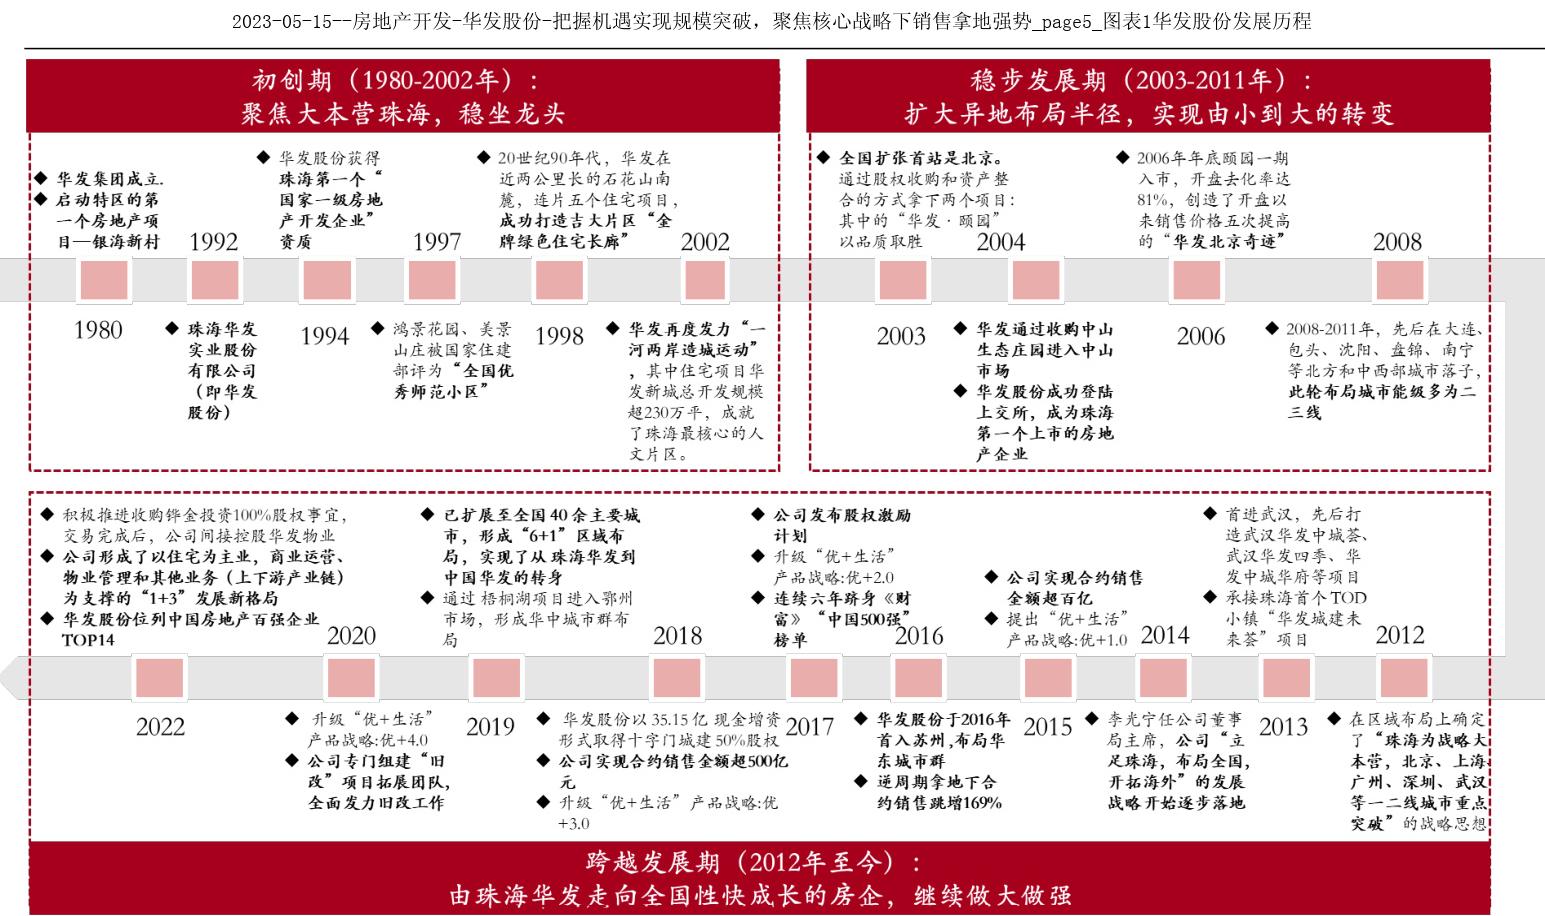 2023-05-15--房地产开发-华发股份-把握机遇实现规模突破，聚焦核心战略下销售拿地强势_page5_图表1华发股份发展历程
初创期（1980-2002年）：
聚焦大本营珠海，稳坐龙头
◆ 华发集团成立.
◆ 启动特区的第
一个房地产项
目—银海新村
1980
1992
◆ 珠海华发
实业股份
有限公司
（即华发
股份）
◆ 华发股份获得
珠海第一个“
国家一级房地
产开发企业”
资质
1994
1997
◆ 鸿景花园、美景
山庄被国家住建
部评为“全国优
秀师范小区”
◆ 20世纪90年代，华发在
近两公里长的石花山南
麓，连片五个住宅项目，
成功打造吉大片区“金
牌绿色住宅长廊”
1998
2002
◆ 华发再度发力“一
河两岸造城运动”
，其中住宅项目华
发新城总开发规模
超230万平，成就
了珠海最核心的人
文片区。
稳步发展期（2003-2011年）：
扩大异地布局半径，实现由小到大的转变
◆ 全国扩张首站是北京。
通过股权收购和资产整
合的方式拿下两个项目：
其中的“华发·颐园”
以品质取胜
2003
2004
◆ 华发通过收购中山
生态庄园进入中山
市场
◆ 华发股份成功登陆
上交所，成为珠海
第一个上市的房地
产企业
◆ 2006年年底颐园一期
入市，开盘去化率达
81%，创造了开盘以
来销售价格五次提高
的“华发北京奇迹”
2006
2008
◆ 2008-2011年，先后在大连、
包头、沈阳、盘锦、南宁
等北方和中西部城市落子，
此轮布局城市能级多为二
三线
◆ 积极推进收购铧金投资100%股权事宜，
交易完成后，公司间接控股华发物业
◆ 公司形成了以住宅为主业，商业运营、
物业管理和其他业务（上下游产业链）
为支撑的“1+3”发展新格局
◆ 华发股份位列中国房地产百强企业
TOP14
2022
2020
◆ 升级“优+生活”
产品战略:优+4.0
◆ 公司专门组建“旧
改”项目拓展团队，
全面发力旧改工作
◆ 已扩展至全国 40 余主要城
市，形成“6+1”区域布
局，实现了从珠海华发到
中国华发的转身
◆ 通过 梧桐湖项目进入鄂州
市场，形成华中城市群布
局
2019
2018
◆ 华发股份以 35.15 亿 现金增资
形式取得十字门城建 50%股权
◆ 公司实现合约销售金额超500亿
元
◆ 升级“优+生活” 产品战略:优
+3.0
◆ 公司发布股权激励
计划
◆ 升级“优+生活”
产品战略:优+2.0
◆ 连续六年跻身《财
富》“中国500强”
榜单
2017
2016
◆ 华发股份于2016年
首入苏州,布局华
东城市群
◆ 逆周期拿地下合
约销售跳增169%
◆ 公司实现合约销售
金额超百亿
◆ 提出“优+生活”
产品战略:优+1.0
2015
2014
◆ 李光宁任公司董事
局主席，公司“立
足珠海，布局全国，
开拓海外”的发展
战略开始逐步落地
◆ 首进武汉，先后打
造武汉华发中城荟、
武汉华发四季、华
发中城华府等项目
◆ 承接珠海首个 TOD
小镇“华发城建未
来荟”项目
2013
2012
◆ 在区域布局上确定
了“珠海为战略大
本营，北京、上海、
广州、深圳、武汉
等一二线城市重点
突破”的战略思想
跨越发展期（2012年至今）：
由珠海华发走向全国性快成长的房企，继续做大做强